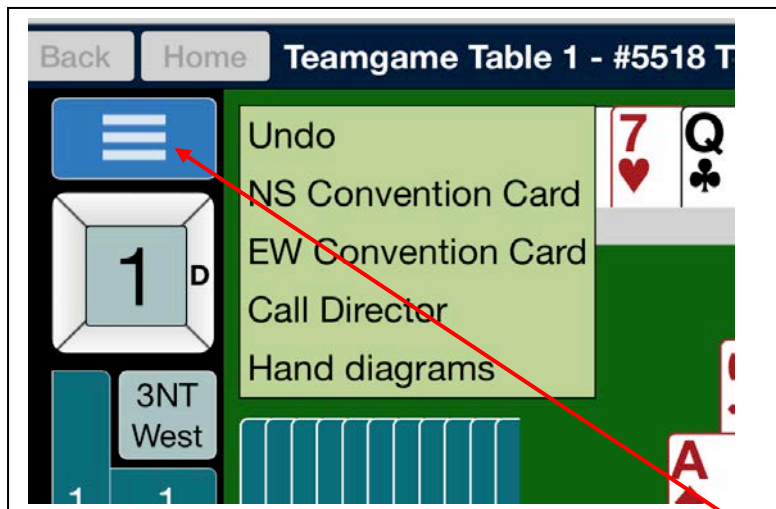 Back Home Teamgame Table 1 - #5518 T
Undo
NS Convention Card
EW Convention Card
Call Director
Hand diagrams
7 Q
1 D
3NT
West
A
1 1